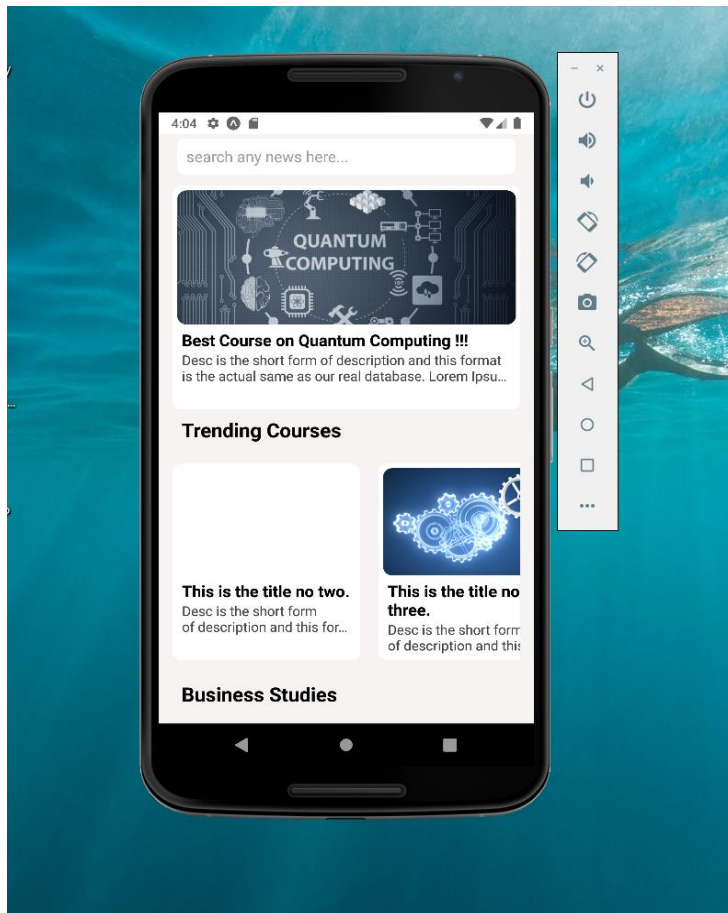 4:04
search any news here...
QUANTUM
COMPUTING
Best Course on Quantum Computing !!!
Desc is the short form of description and this format
is the actual same as our real database. Lorem Ipsu...
Trending Courses
This is the title no two.
Desc is the short form
of description and this for...
This is the title no
three.
Desc is the short form
of description and this
Business Studies